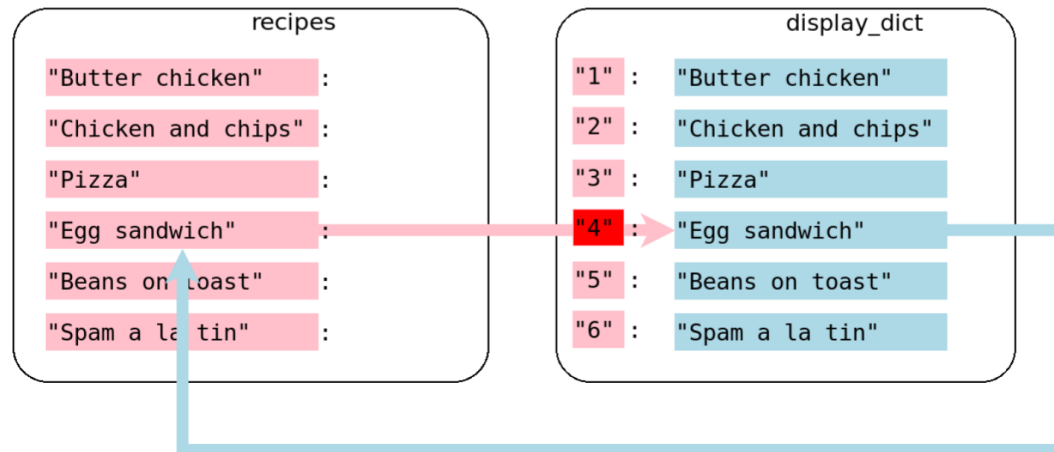 recipes
"Butter chicken" :
"Chicken and chips" :
"Pizza" :
"Egg sandwich" :
"Beans on toast" :
"Spam a la tin" :
display_dict
"1" : "Butter chicken"
"2" : "Chicken and chips"
"3" : "Pizza"
"4" : "Egg sandwich"
"5" : "Beans on toast"
"6" : "Spam a la tin"